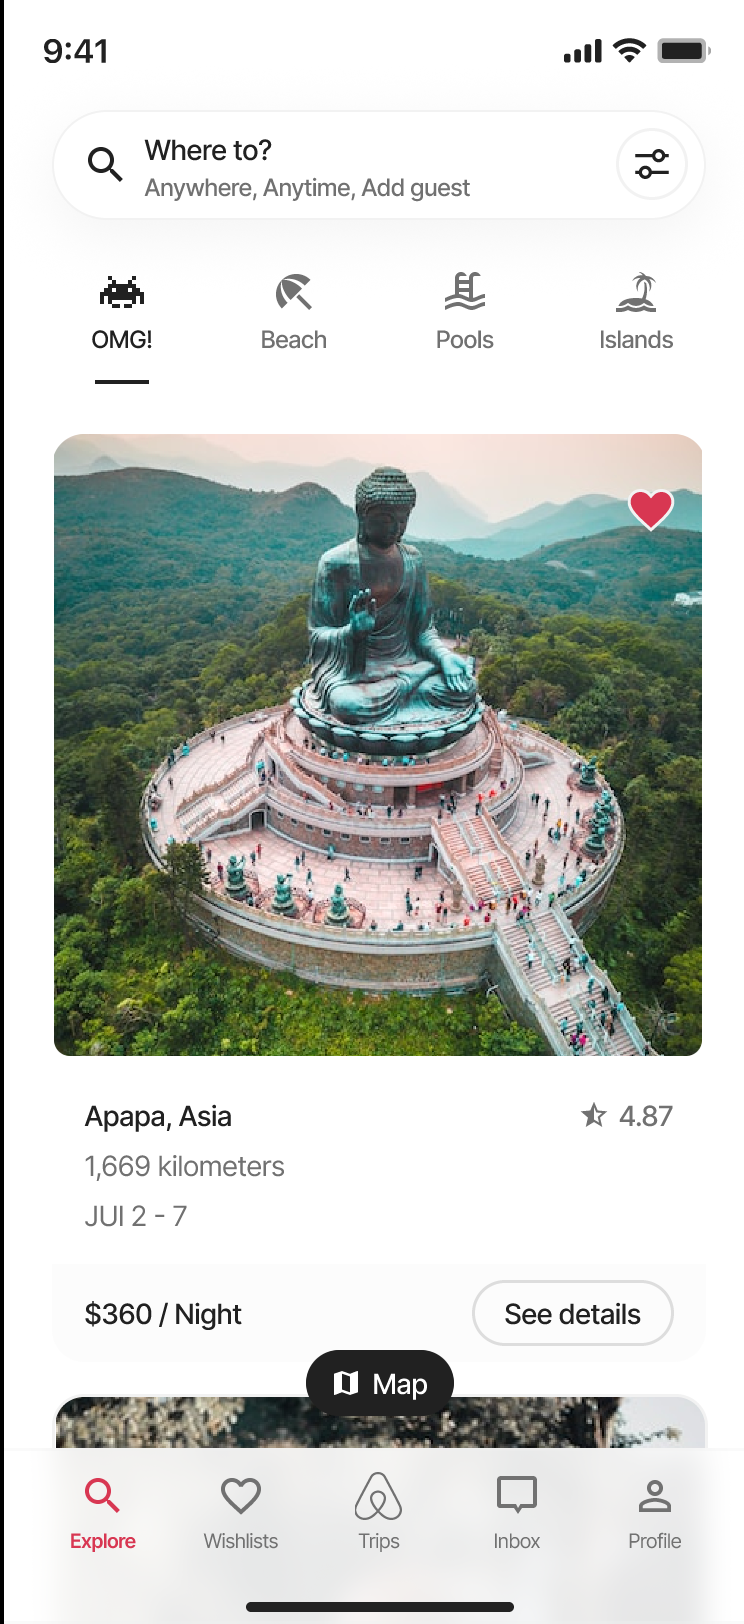 9:41
Where to?
Anywhere, Anytime, Add guest
OMG! Beach Pools Islands
Apapa, Asia 4.87
1,669 kilometers
JUl 2 - 7
$360 / Night See details
Map
Explore Wishlists Trips Inbox Profile